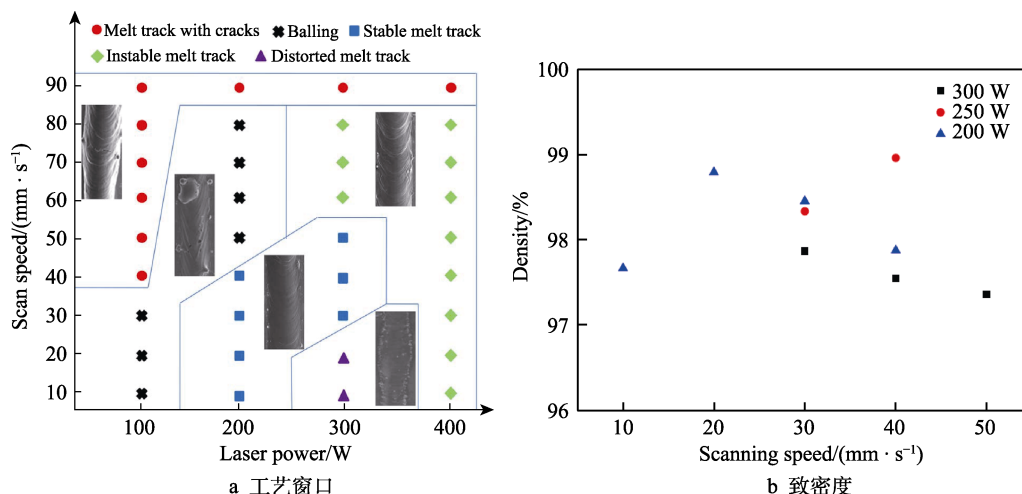 Melt track with cracks Balling Stable melt track
Instable melt track Distorted melt track
Scan speed/(mm · s⁻¹)
90
80
70
60
50
40
30
20
10
100 200 300 400
Laser power/W
a 工艺窗口
Density/%
100
99
98
97
96
300 W
250 W
200 W
10 20 30 40 50
Scanning speed/(mm · s⁻¹)
b 致密度